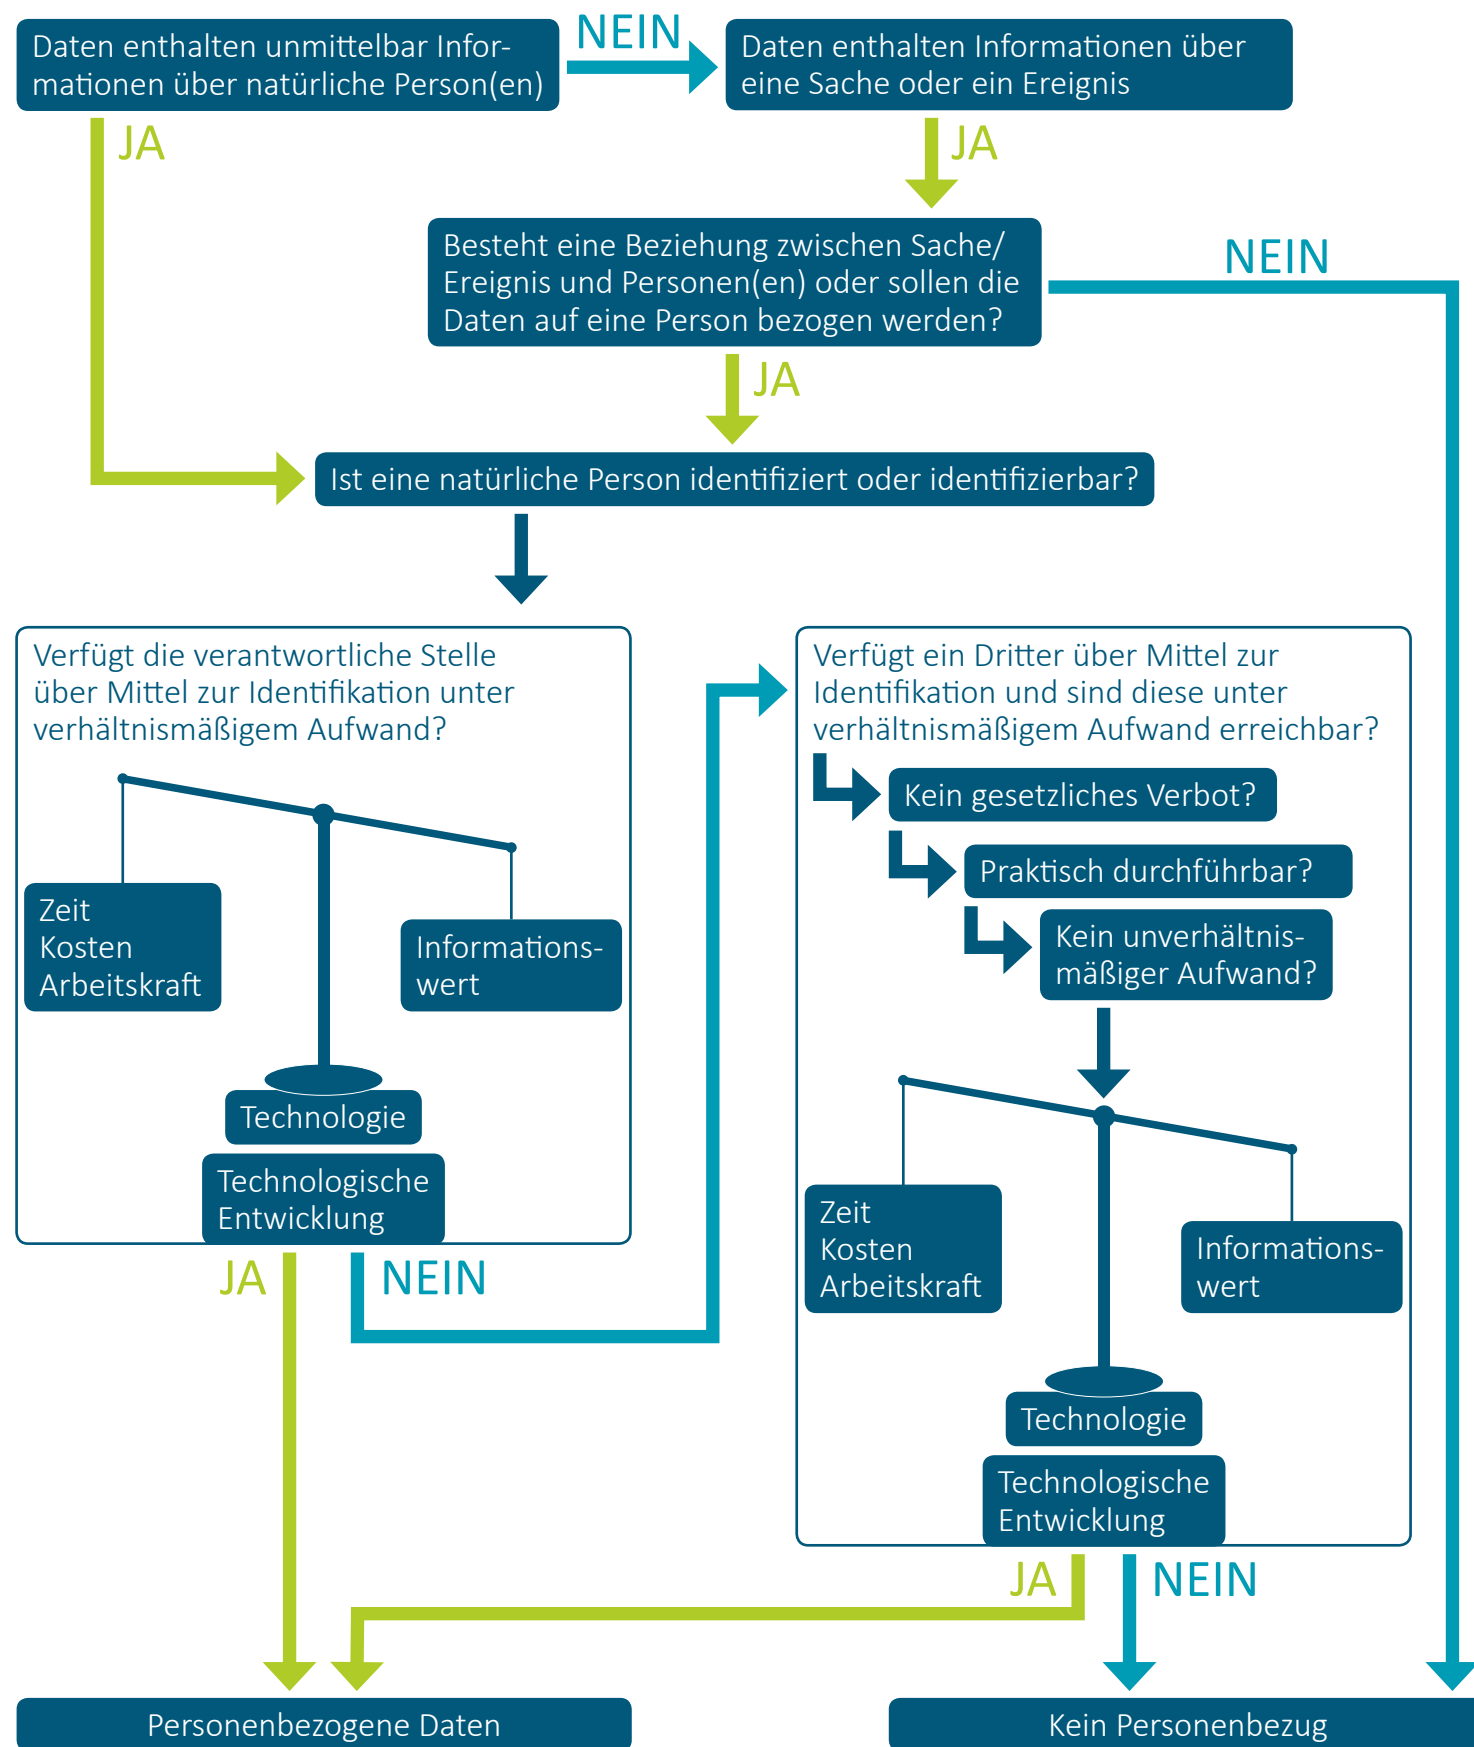 Daten enthalten unmittelbar Infor-
mationen über natürliche Person(en)
NEIN
Daten enthalten Informationen über
eine Sache oder ein Ereignis
JA
JA
Besteht eine Beziehung zwischen Sache/
Ereignis und Personen(en) oder sollen die
Daten auf eine Person bezogen werden?
NEIN
JA
Ist eine natürliche Person identifiziert oder identifizierbar?
Verfügt die verantwortliche Stelle
über Mittel zur Identifikation unter
verhältnismäßigem Aufwand?
Zeit
Kosten
Arbeitskraft
Informations-
wert
Technologie
Technologische
Entwicklung
JA
NEIN
Verfügt ein Dritter über Mittel zur
Identifikation und sind diese unter
verhältnismäßigem Aufwand erreichbar?
Kein gesetzliches Verbot?
Praktisch durchführbar?
Kein unverhältnis-
mäßiger Aufwand?
Zeit
Kosten
Arbeitskraft
Informations-
wert
Technologie
Technologische
Entwicklung
JA
NEIN
Personenbezogene Daten
Kein Personenbezug